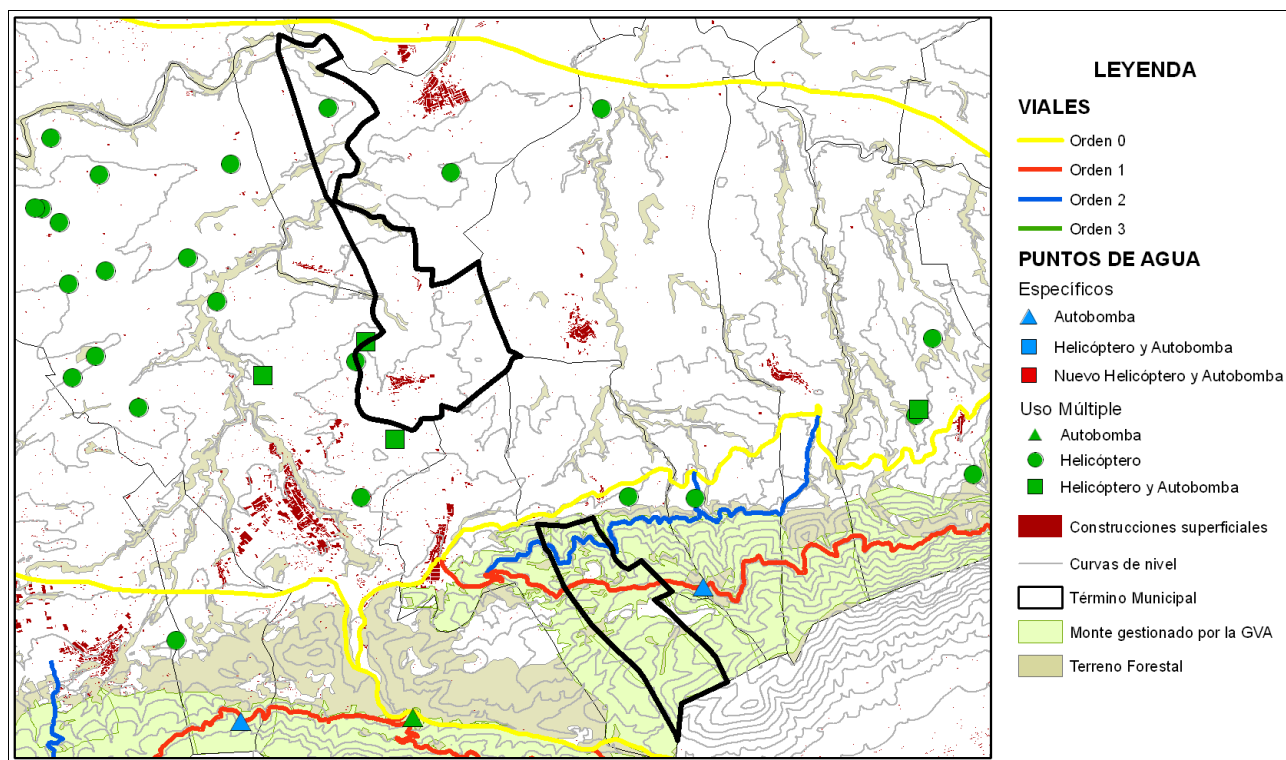 LEYENDA
VIALES
Orden 0
Orden 1
Orden 2
Orden 3
PUNTOS DE AGUA
Específicos
Autobomba
Helicóptero y Autobomba
Nuevo Helicóptero y Autobomba
Uso Múltiple
Autobomba
Helicóptero
Helicóptero y Autobomba
Construcciones superficiales
Curvas de nivel
Término Municipal
Monte gestionado por la GVA
Terreno Forestal